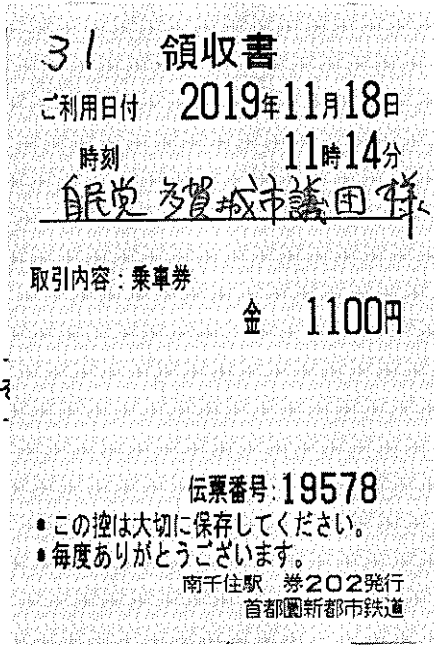 31 領収書
ご利用日付 2019年11月18日
時刻 11時14分
自民党 多賀城市議団 様
取引内容：乗車券
金 1100円
伝票番号:19578
・この控は大切に保存してください。
・毎度ありがとうございます。
南千住駅 券202発行
首都圏新都市鉄道